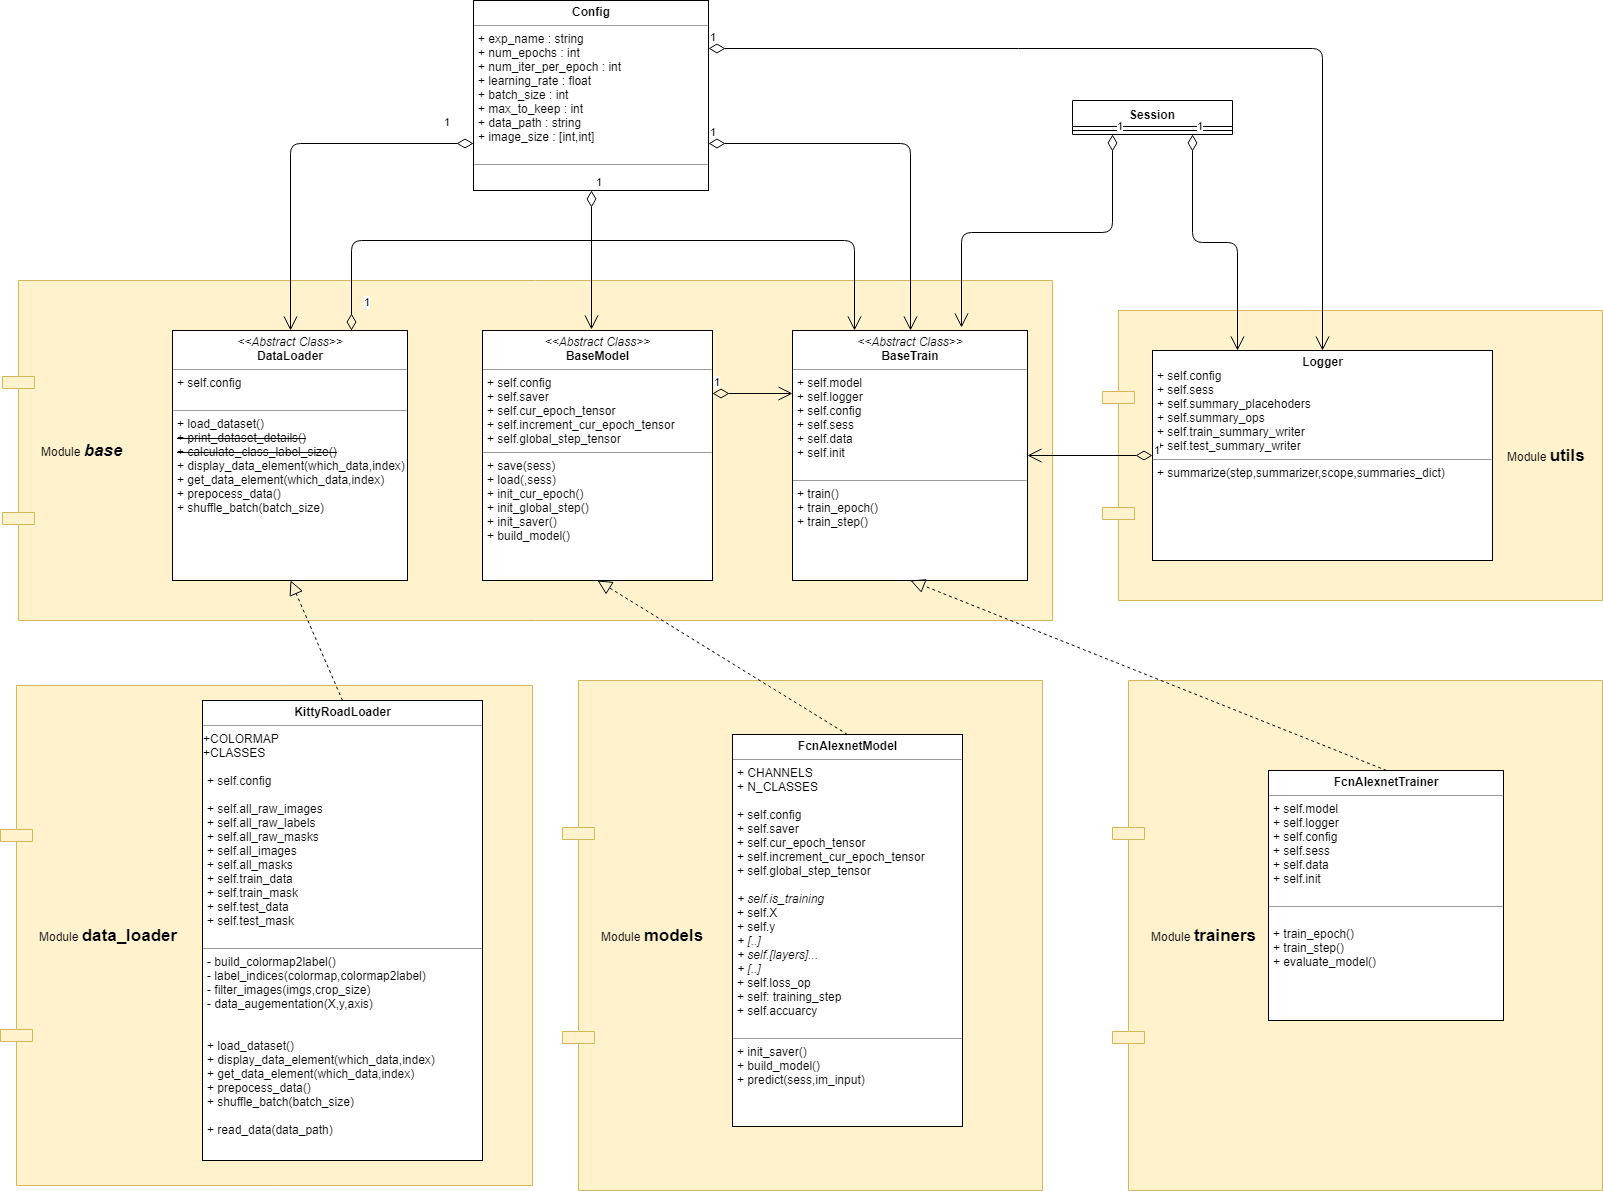 Config
+ exp_name : string
+ num_epochs : int
+ num_iter_per_epoch : int
+ learning_rate : float
+ batch_size : int
+ max_to_keep : int
+ data_path : string
+ image_size : [int,int]
1
1
1
1
Session
1
1
Module base
<<Abstract Class>>
DataLoader
+ self.config
+ load_dataset()
+ print_dataset_details()
+ calculate_class_label_size()
+ display_data_element(which_data,index)
+ get_data_element(which_data,index)
+ prepocess_data()
+ shuffle_batch(batch_size)
1
<<Abstract Class>>
BaseModel
+ self.config
+ self.saver
+ self.cur_epoch_tensor
+ self.increment_cur_epoch_tensor
+ self.global_step_tensor
+ save(sess)
+ load(,sess)
+ init_cur_epoch()
+ init_global_step()
+ init_saver()
+ build_model()
1
<<Abstract Class>>
BaseTrain
+ self.model
+ self.logger
+ self.config
+ self.sess
+ self.data
+ self.init
+ train()
+ train_epoch()
+ train_step()
Logger
+ self.config
+ self.sess
+ self.summary_placehoders
+ self.summary_ops
+ self.train_summary_writer
+ self.test_summary_writer
1
+ summarize(step,summarizer,scope,summaries_dict)
Module utils
Module data_loader
KittyRoadLoader
+COLORMAP
+CLASSES
+ self.config
+ self.all_raw_images
+ self.all_raw_labels
+ self.all_raw_masks
+ self.all_images
+ self.all_masks
+ self.train_data
+ self.train_mask
+ self.test_data
+ self.test_mask
- build_colormap2label()
- label_indices(colormap,colormap2label)
- filter_images(imgs,crop_size)
- data_augementation(X,y,axis)
+ load_dataset()
+ display_data_element(which_data,index)
+ get_data_element(which_data,index)
+ prepocess_data()
+ shuffle_batch(batch_size)
+ read_data(data_path)
Module models
FcnAlexnetModel
+ CHANNELS
+ N_CLASSES
+ self.config
+ self.saver
+ self.cur_epoch_tensor
+ self.increment_cur_epoch_tensor
+ self.global_step_tensor
+ self.is_training
+ self.X
+ self.y
+ [..]
+ self.[layers]...
+ [..]
+ self.loss_op
+ self: training_step
+ self.accuarcy
+ init_saver()
+ build_model()
+ predict(sess,im_input)
Module trainers
FcnAlexnetTrainer
+ self.model
+ self.logger
+ self.config
+ self.sess
+ self.data
+ self.init
+ train_epoch()
+ train_step()
+ evaluate_model()